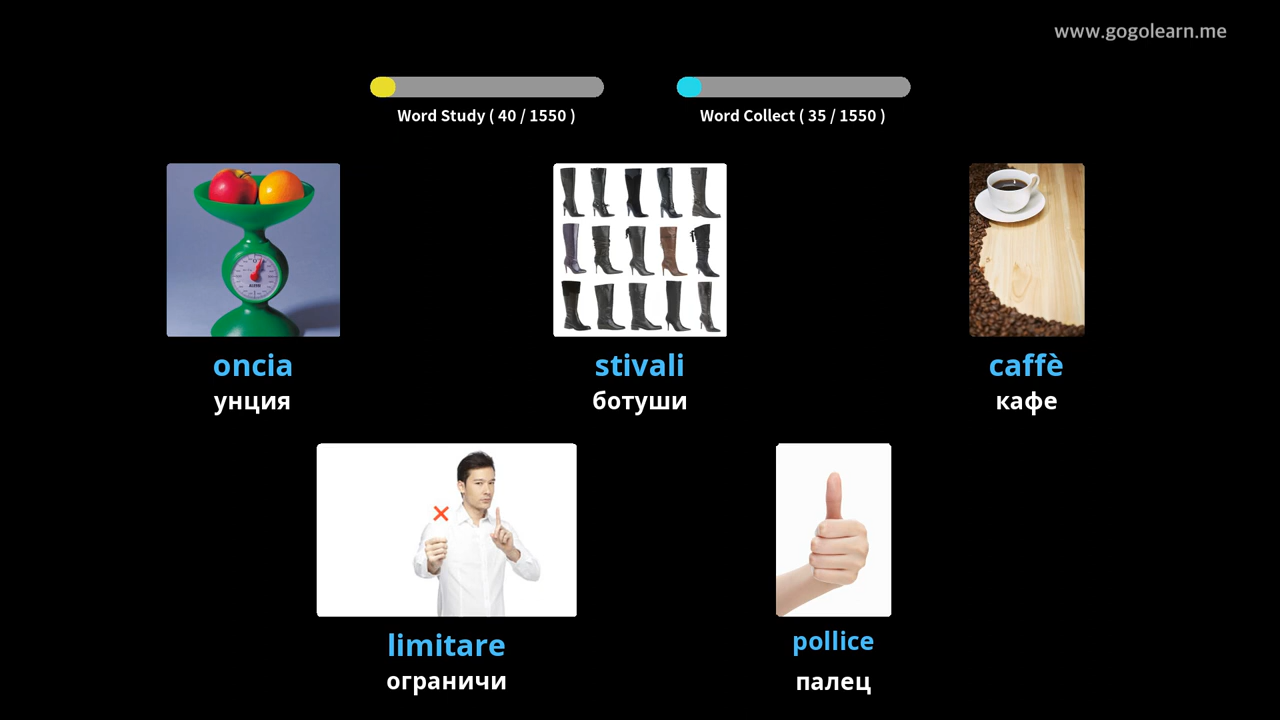 www.gogolearn.me
Word Study ( 40 / 1550 )
Word Collect ( 35 / 1550 )
oncia
унция
stivali
ботуши
caffè
кафе
limitare
ограничи
pollice
палец